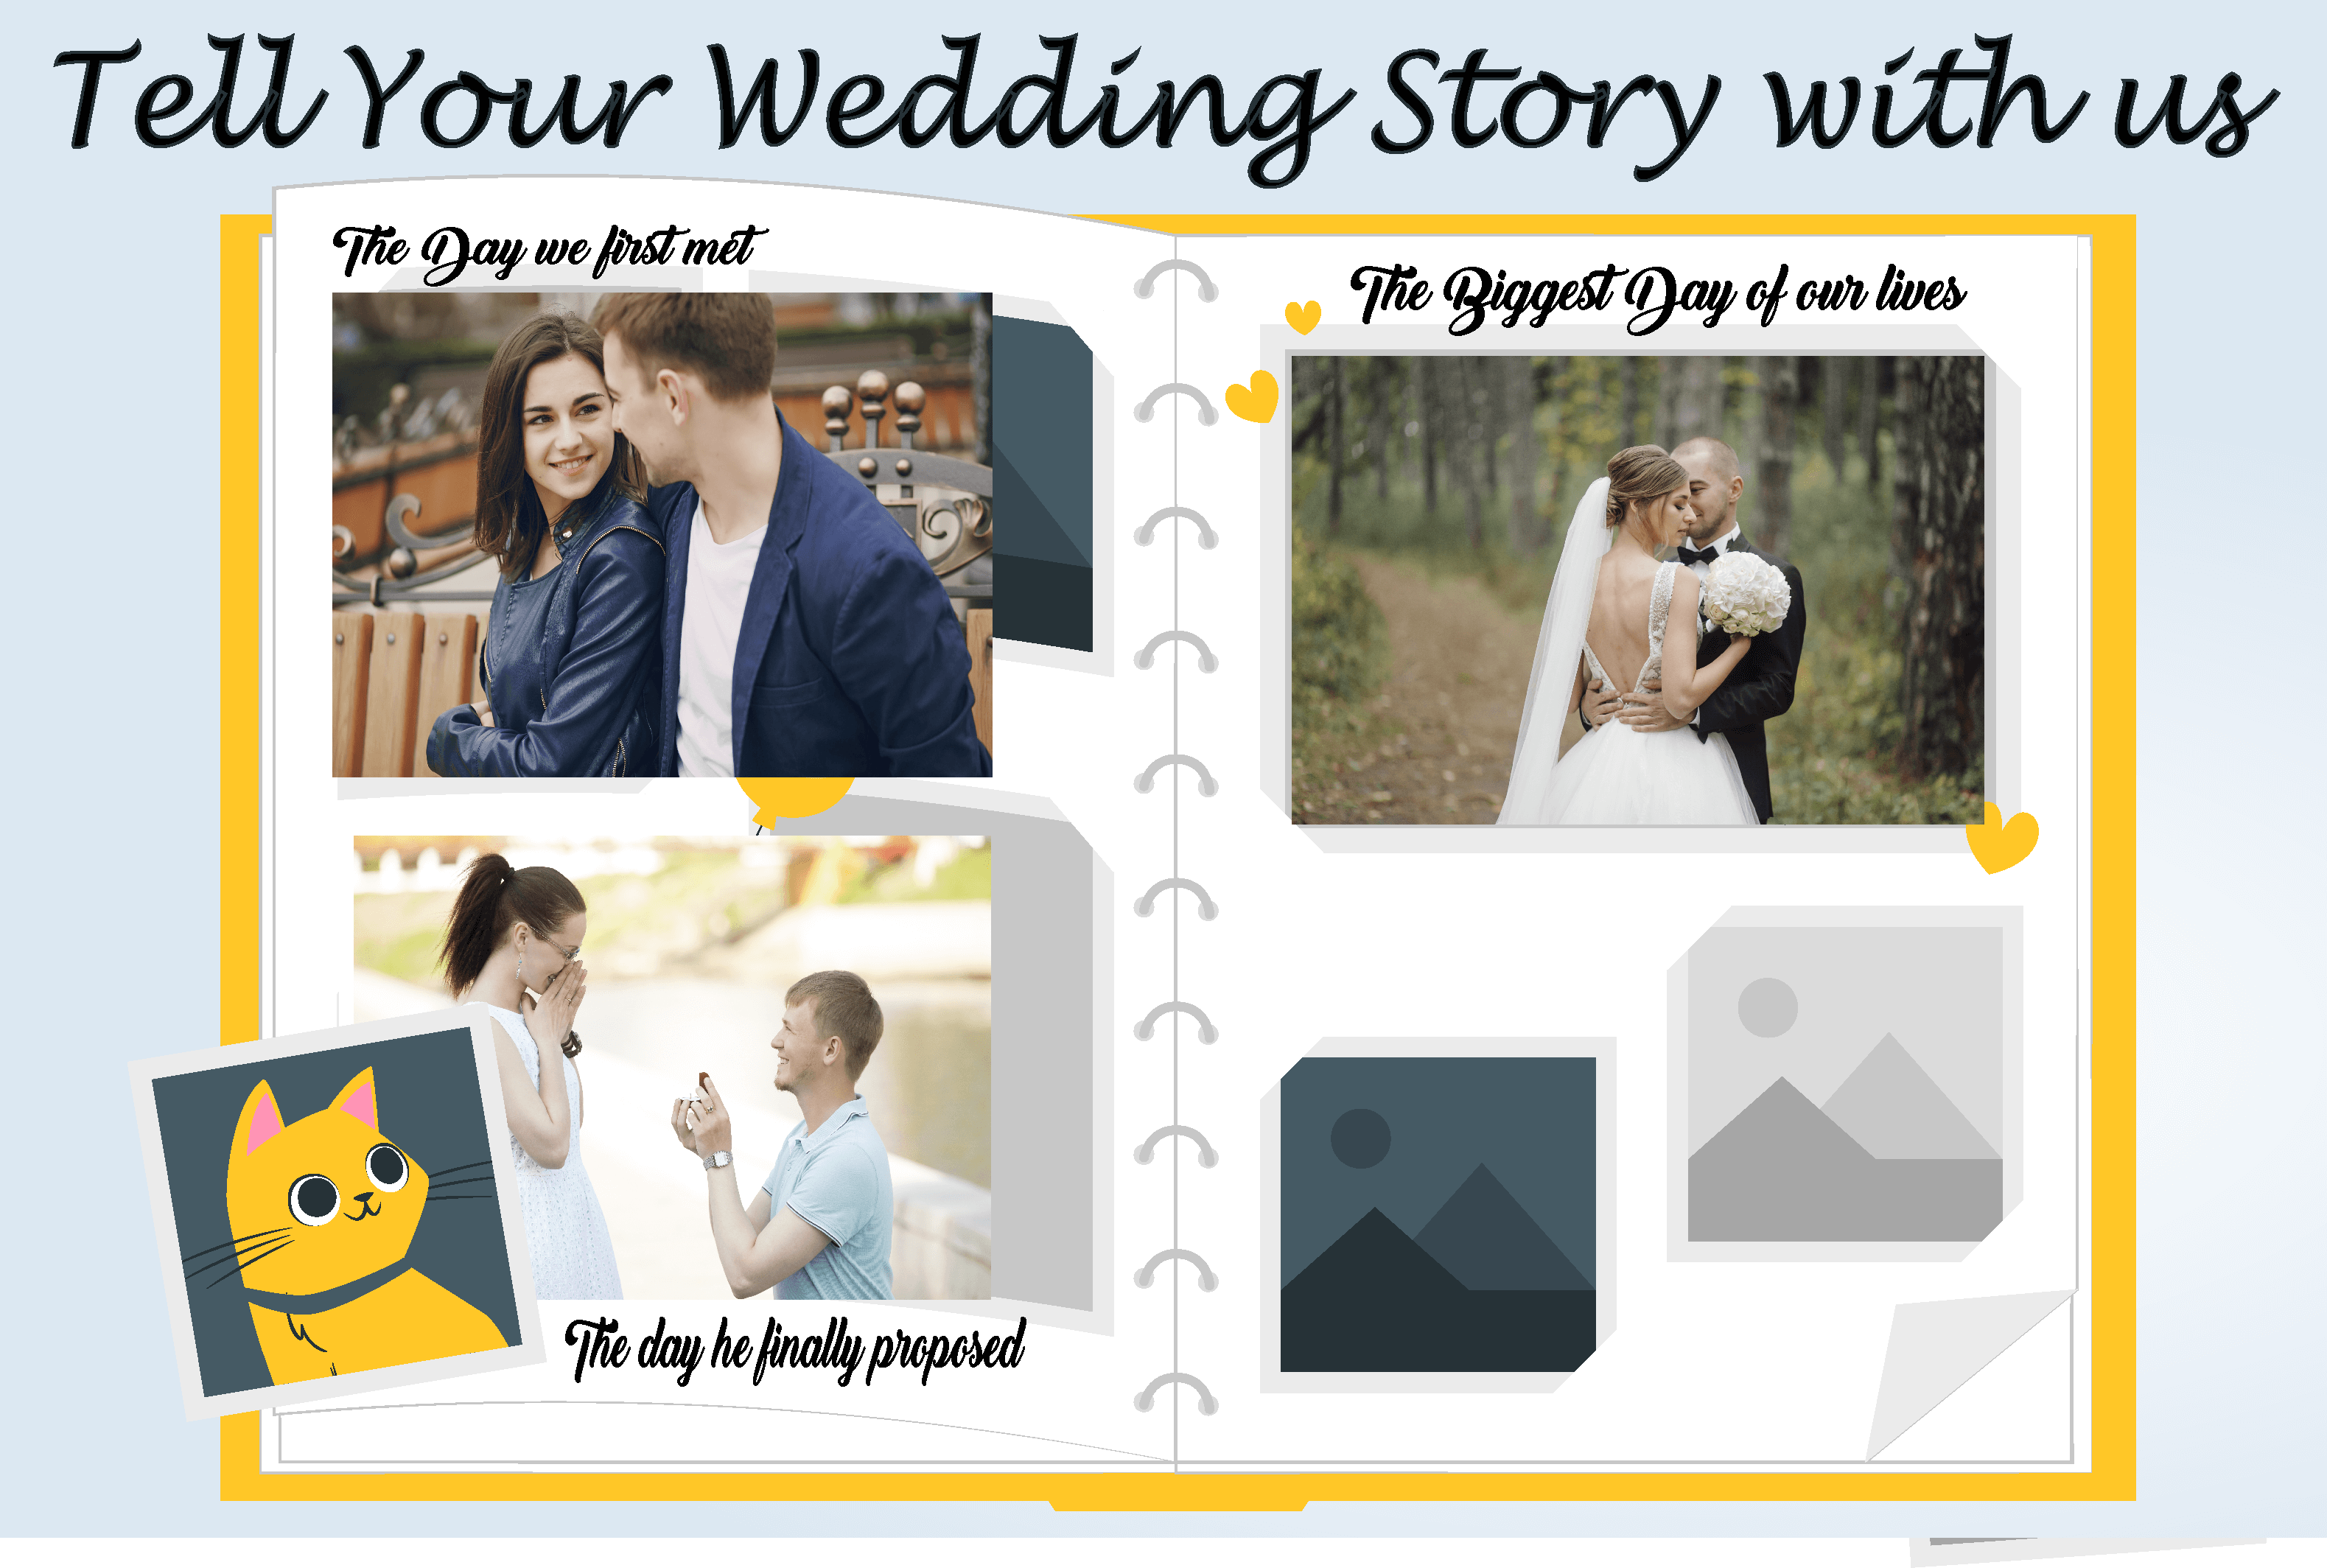 Tell Your Wedding Story with us
The Day we first met
The Biggest Day of our lives
The day he finally proposed